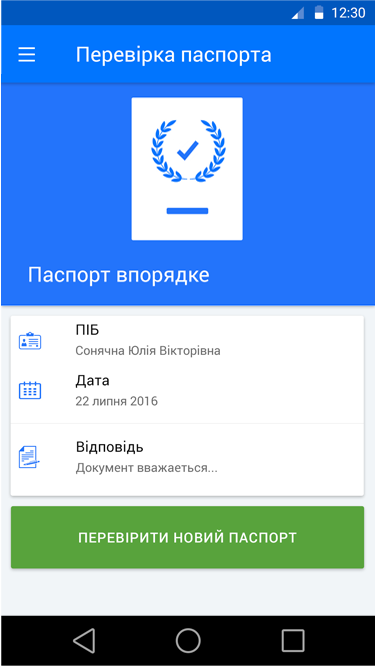 12:30
Перевірка паспорта
Паспорт впорядке
ПІБ
Сонячна Юлія Вікторівна
Дата
22 липня 2016
Відповідь
Документ вважаеться...
ПЕРЕВІРИТИ НОВИЙ ПАСПОРТ